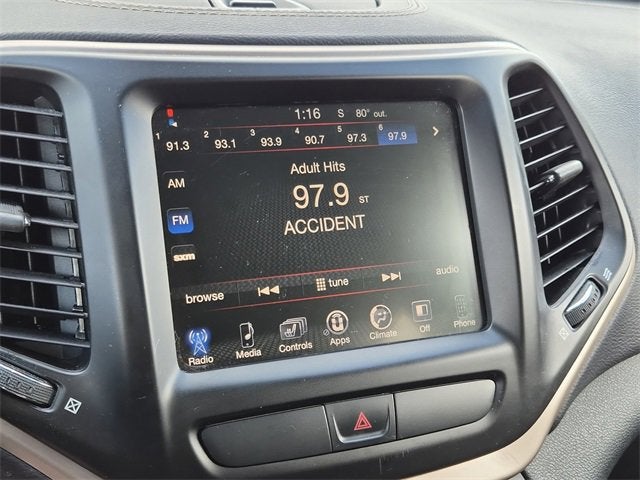 1:16 S 80° out.
1 91.3 2 93.1 3 93.9 4 90.7 5 97.3 6 97.9
Adult Hits
AM
97.9 ST
FM
ACCIDENT
sxm
browse tune audio
Radio Media Controls Apps Climate Off Phone